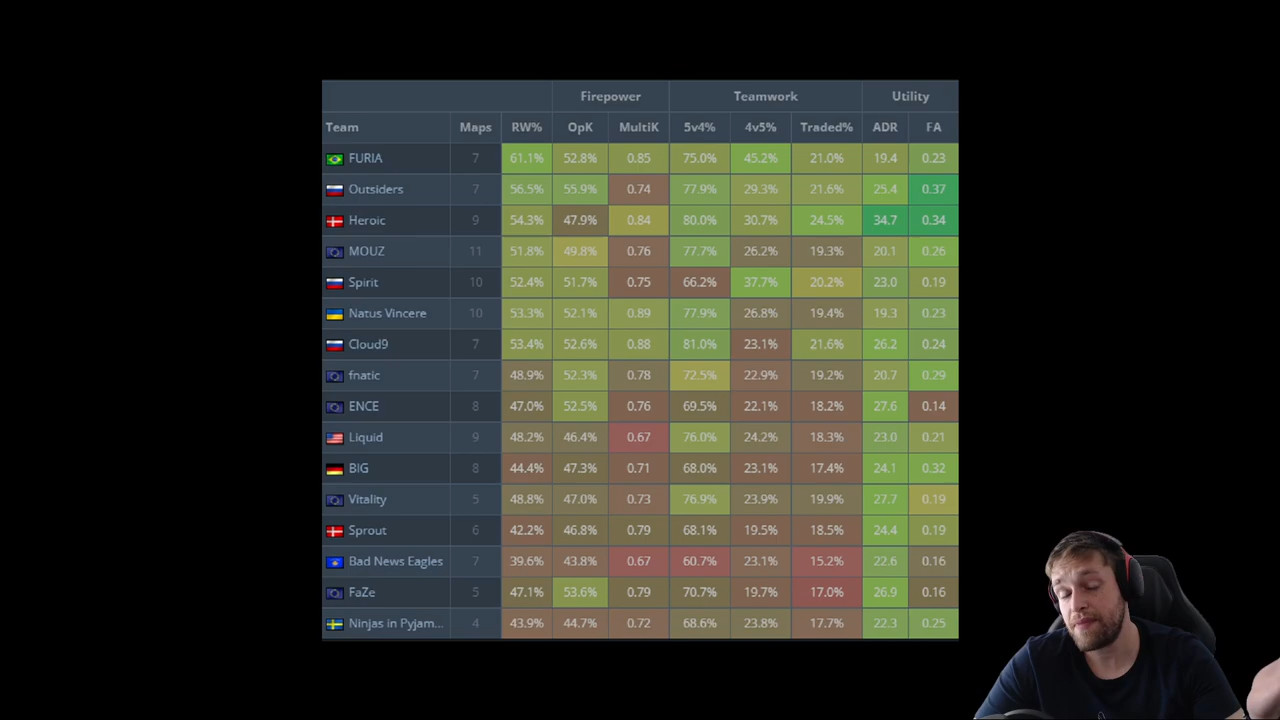 Firepower Teamwork Utility
Team Maps RW% OpK MultiK 5v4% 4v5% Traded% ADR FA
FURIA 7 61.1% 52.8% 0.85 75.0% 45.2% 21.0% 19.4 0.23
Outsiders 7 56.5% 55.9% 0.74 77.9% 29.3% 21.6% 25.4 0.37
Heroic 9 54.3% 47.9% 0.84 80.0% 30.7% 24.5% 34.7 0.34
MOUZ 11 51.8% 49.8% 0.76 77.7% 26.2% 19.3% 20.1 0.26
Spirit 10 52.4% 51.7% 0.75 66.2% 37.7% 20.2% 23.0 0.19
Natus Vincere 10 53.3% 52.1% 0.89 77.9% 26.8% 19.4% 19.3 0.23
Cloud9 7 53.4% 52.6% 0.88 81.0% 23.1% 21.6% 26.2 0.24
fnatic 7 48.9% 52.3% 0.78 72.5% 22.9% 19.2% 20.7 0.29
ENCE 8 47.0% 52.5% 0.76 69.5% 22.1% 18.2% 27.6 0.14
Liquid 9 48.2% 46.4% 0.67 76.0% 24.2% 18.3% 23.0 0.21
BIG 8 44.4% 47.3% 0.71 68.0% 23.1% 17.4% 24.1 0.32
Vitality 5 48.8% 47.0% 0.73 76.9% 23.9% 19.9% 27.7 0.19
Sprout 6 42.2% 46.8% 0.79 68.1% 19.5% 18.5% 24.4 0.19
Bad News Eagles 7 39.6% 43.8% 0.67 60.7% 23.1% 15.2% 22.6 0.16
FaZe 5 47.1% 53.6% 0.79 70.7% 19.7% 17.0% 26.9 0.16
Ninjas in Pyjam... 4 43.9% 44.7% 0.72 68.6% 23.8% 17.7% 22.3 0.25